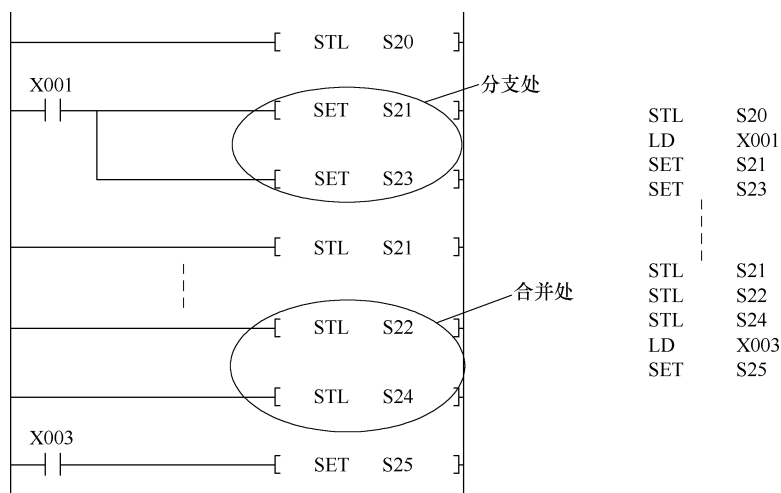 STL S20
X001
SET S21
分支处
SET S23
STL S21
合并处
STL S22
STL S24
X003
SET S25
STL S20
LD X001
SET S21
SET S23
STL S21
STL S22
STL S24
LD X003
SET S25